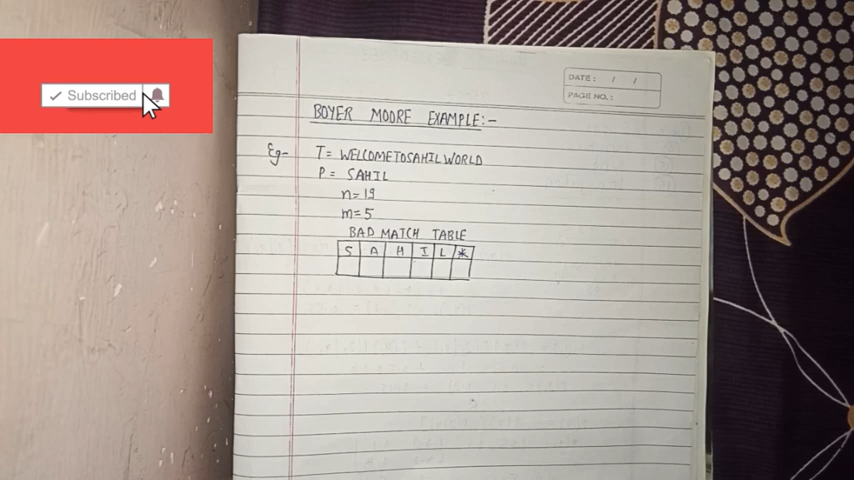 Subscribed
DATE: / /
PAGE NO.:
BOYER MOORE EXAMPLE:-
Eg- T= WELCOMETOSAHILWORLD
P= SAHIL
n=19
m=5
BAD MATCH TABLE
S A H I L *